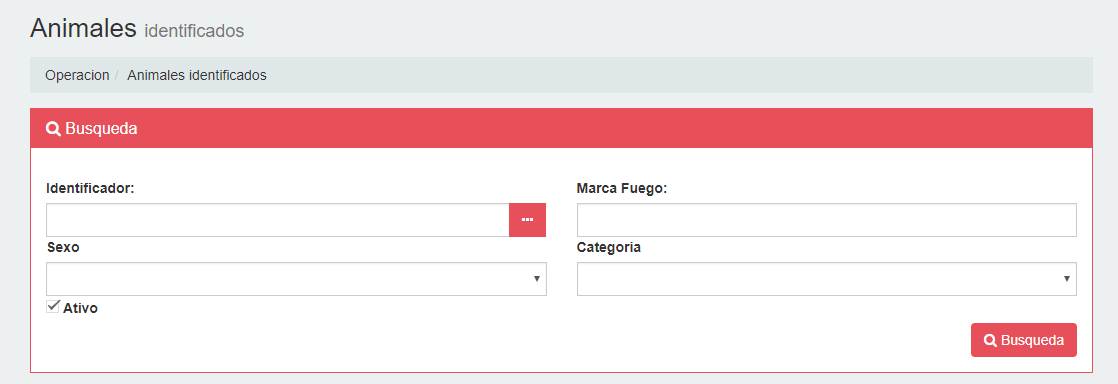 Animales identificados
Operacion / Animales identificados
Busqueda
Identificador:
Marca Fuego:
...
Sexo
Categoria
Ativo
Busqueda